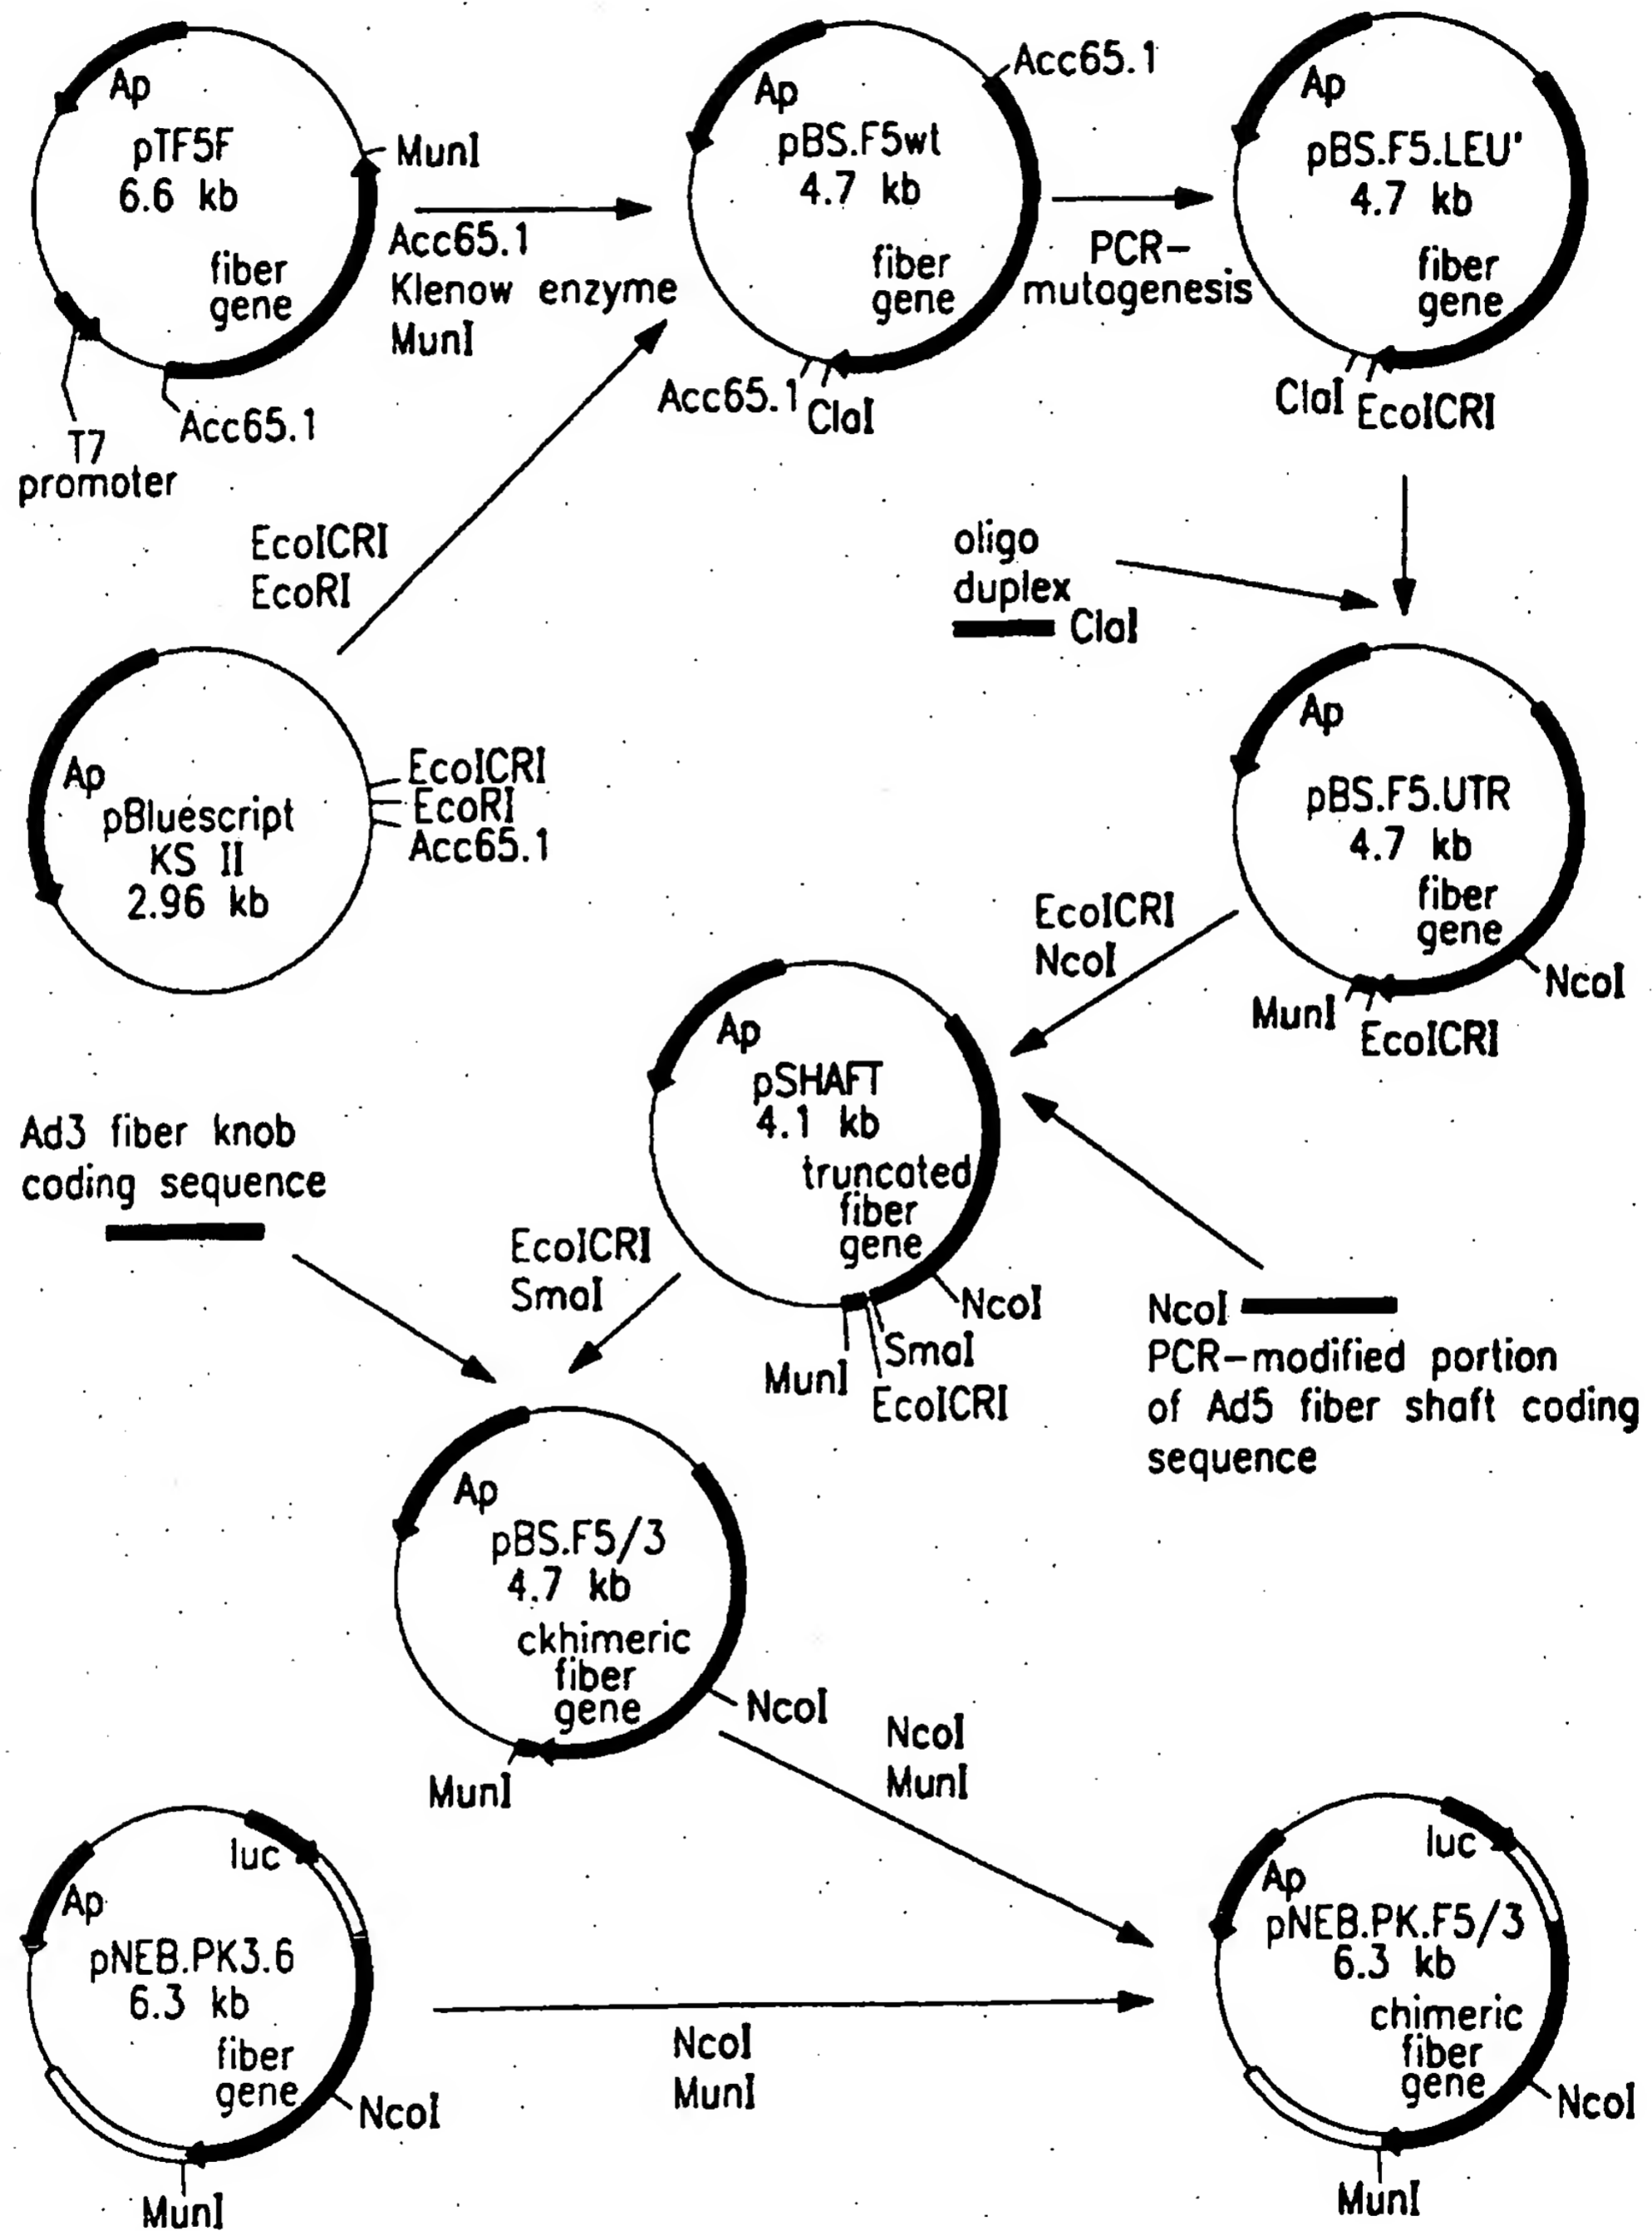 Ap
pTF5F
6.6 kb
fiber
gene
MunI
T7
promoter
Acc65.1
Acc65.1
Klenow enzyme
MunI
Ap
pBS.F5wt
4.7 kb
fiber
gene
Acc65.1
Acc65.1
ClaI
PCR-
mutagenesis
Ap
pBS.F5.LEU'
4.7 kb
fiber
gene
ClaI
EcoICRI
EcoICRI
EcoRI
oligo
duplex
ClaI
Ap
pBluescript
KS II
2.96 kb
EcoICRI
EcoRI
Acc65.1
Ap
pBS.F5.UTR
4.7 kb
fiber
gene
NcoI
MunI
EcoICRI
EcoICRI
NcoI
Ap
pSHAFT
4.1 kb
truncated
fiber
gene
NcoI
SmaI
MunI
EcoICRI
Ad3 fiber knob
coding sequence
EcoICRI
SmaI
NcoI
PCR-modified portion
of Ad5 fiber shaft coding
sequence
Ap
pBS.F5/3
4.7 kb
ckhimeric
fiber
gene
NcoI
MunI
NcoI
MunI
luc
Ap
pNEB.PK3.6
6.3 kb
fiber
gene
NcoI
MunI
NcoI
MunI
luc
Ap
pNEB.PK.F5/3
6.3 kb
chimeric
fiber
gene
NcoI
MunI